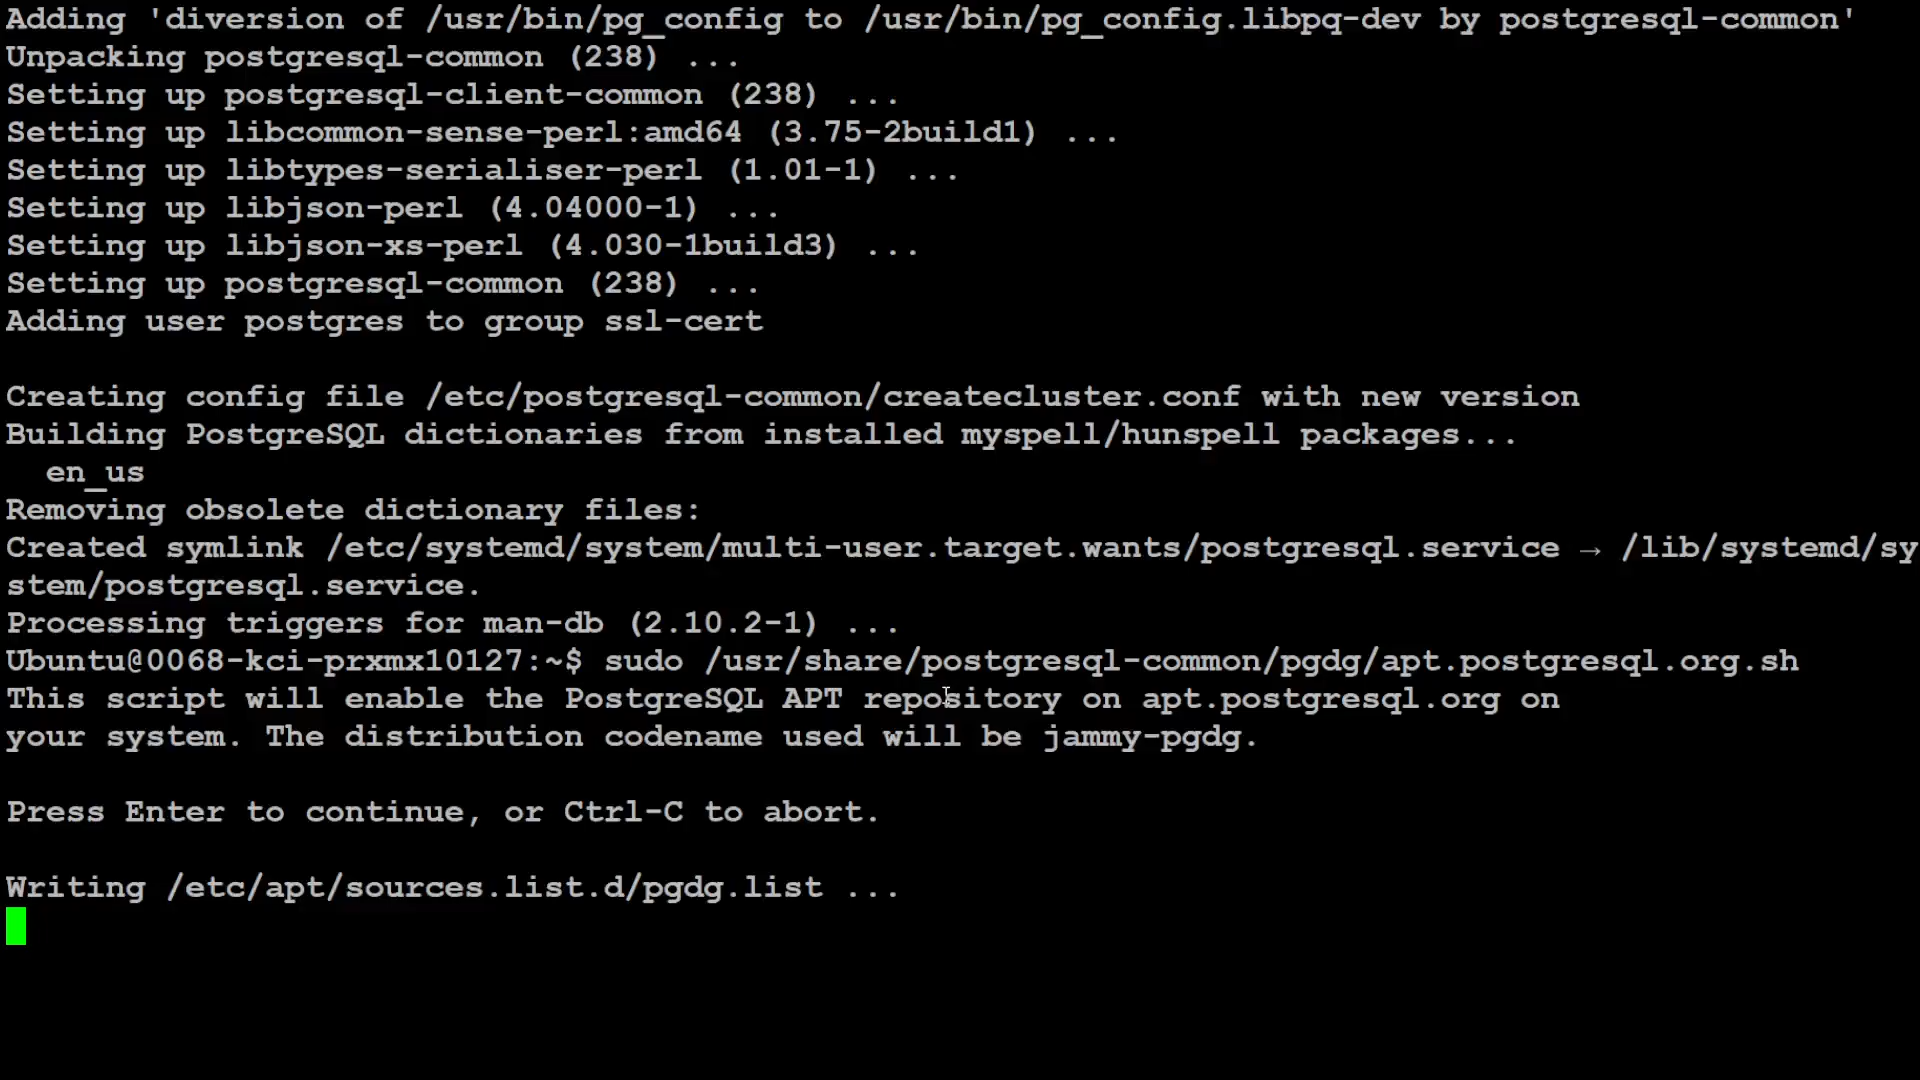 Adding 'diversion of /usr/bin/pg_config to /usr/bin/pg_config.libpq-dev by postgresql-common'
Unpacking postgresql-common (238) ...
Setting up postgresql-client-common (238) ...
Setting up libcommon-sense-perl:amd64 (3.75-2build1) ...
Setting up libtypes-serialiser-perl (1.01-1) ...
Setting up libjson-perl (4.04000-1) ...
Setting up libjson-xs-perl (4.030-1build3) ...
Setting up postgresql-common (238) ...
Adding user postgres to group ssl-cert
Creating config file /etc/postgresql-common/createcluster.conf with new version
Building PostgreSQL dictionaries from installed myspell/hunspell packages...
en_us
Removing obsolete dictionary files:
Created symlink /etc/systemd/system/multi-user.target.wants/postgresql.service → /lib/systemd/sy
stem/postgresql.service.
Processing triggers for man-db (2.10.2-1) ...
Ubuntu@0068-kci-prxmx10127:~$ sudo /usr/share/postgresql-common/pgdg/apt.postgresql.org.sh
This script will enable the PostgreSQL APT repository on apt.postgresql.org on
your system. The distribution codename used will be jammy-pgdg.
Press Enter to continue, or Ctrl-C to abort.
Writing /etc/apt/sources.list.d/pgdg.list ...